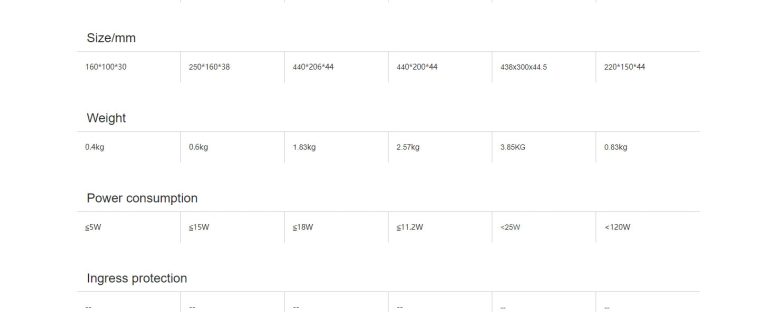 Size/mm
160*100*30 250*160*38 440*206*44 440*200*44 438x300x44.5 220*150*44
Weight
0.4kg 0.6kg 1.83kg 2.57kg 3.85KG 0.83kg
Power consumption
≤5W ≤15W ≤18W ≤11.2W <25W <120W
Ingress protection
-- -- -- -- -- --